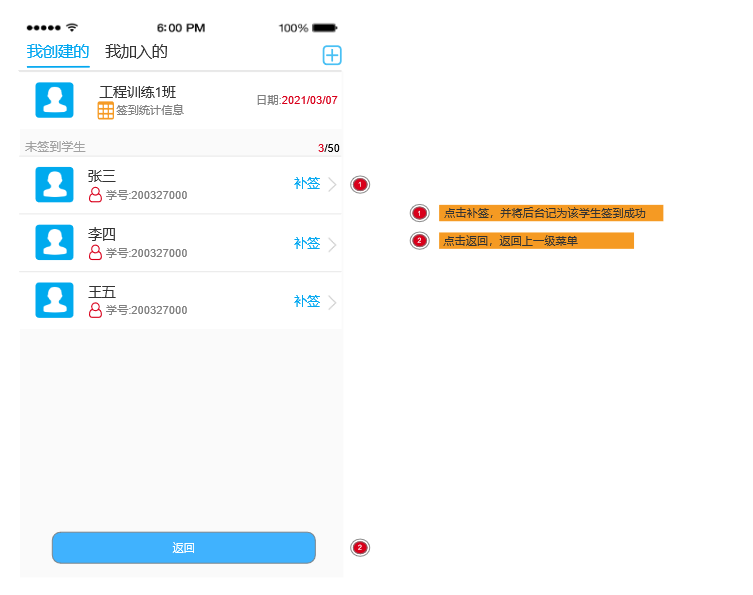 6:00 PM 100%
我创建的 我加入的
工程训练1班
签到统计信息
日期:2021/03/07
未签到学生 3/50
张三
学号:200327000
补签
1
李四
学号:200327000
补签
王五
学号:200327000
补签
返回
2
1 点击补签，并将后台记为该学生签到成功
2 点击返回，返回上一级菜单